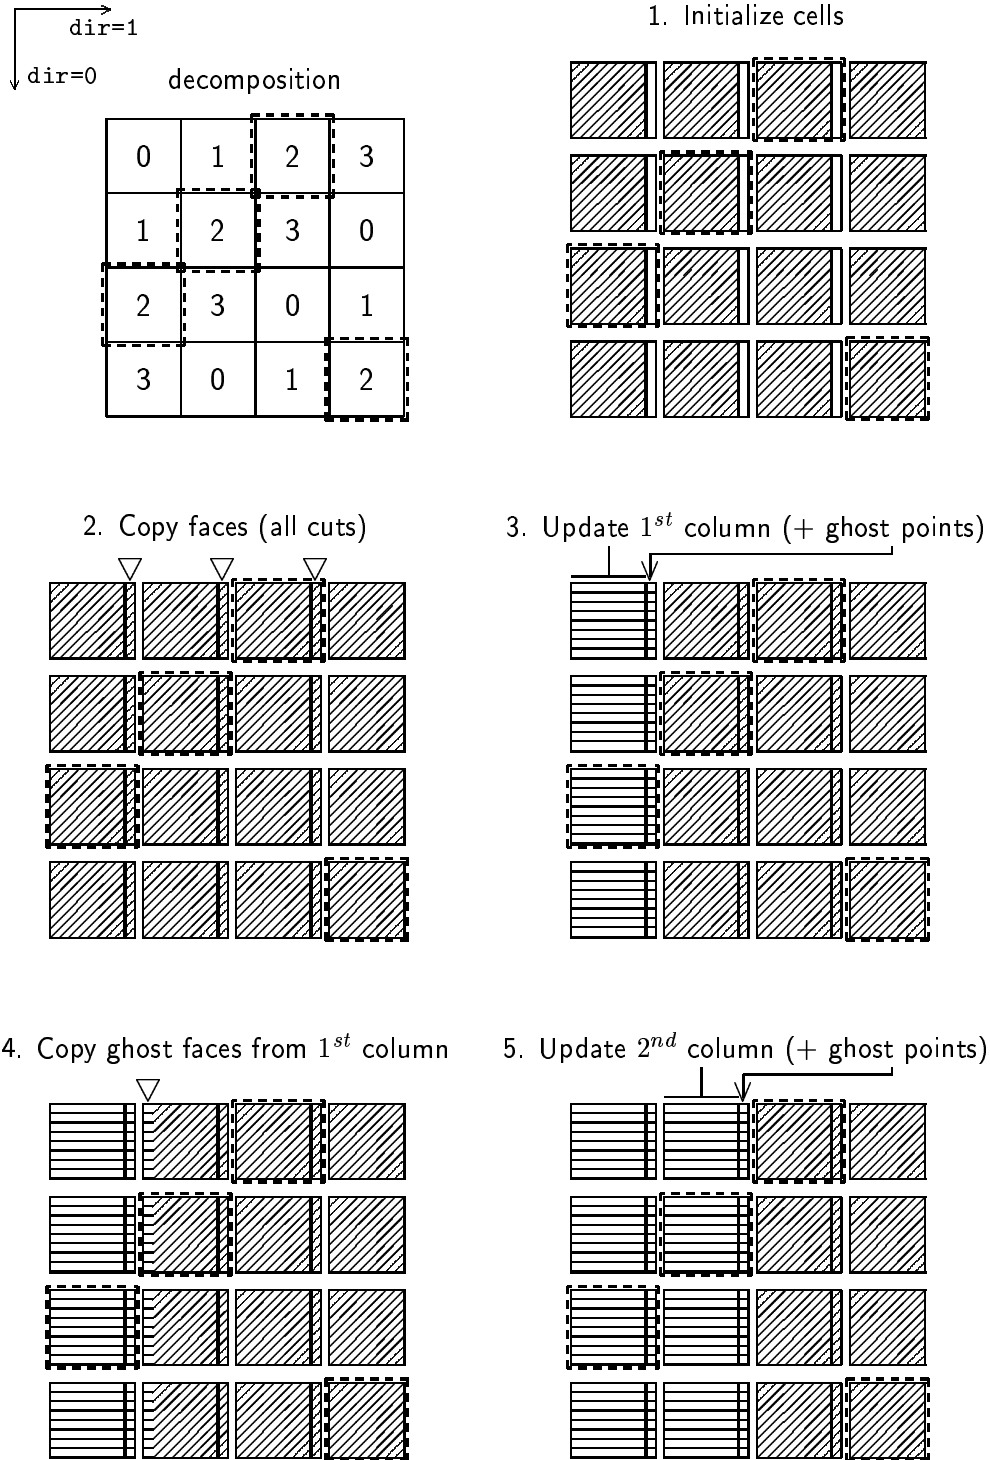 dir=1
dir=0
decomposition
0 1 2 3
1 2 3 0
2 3 0 1
3 0 1 2
1. Initialize cells
2. Copy faces (all cuts)
3. Update 1st column (+ ghost points)
4. Copy ghost faces from 1st column
5. Update 2nd column (+ ghost points)